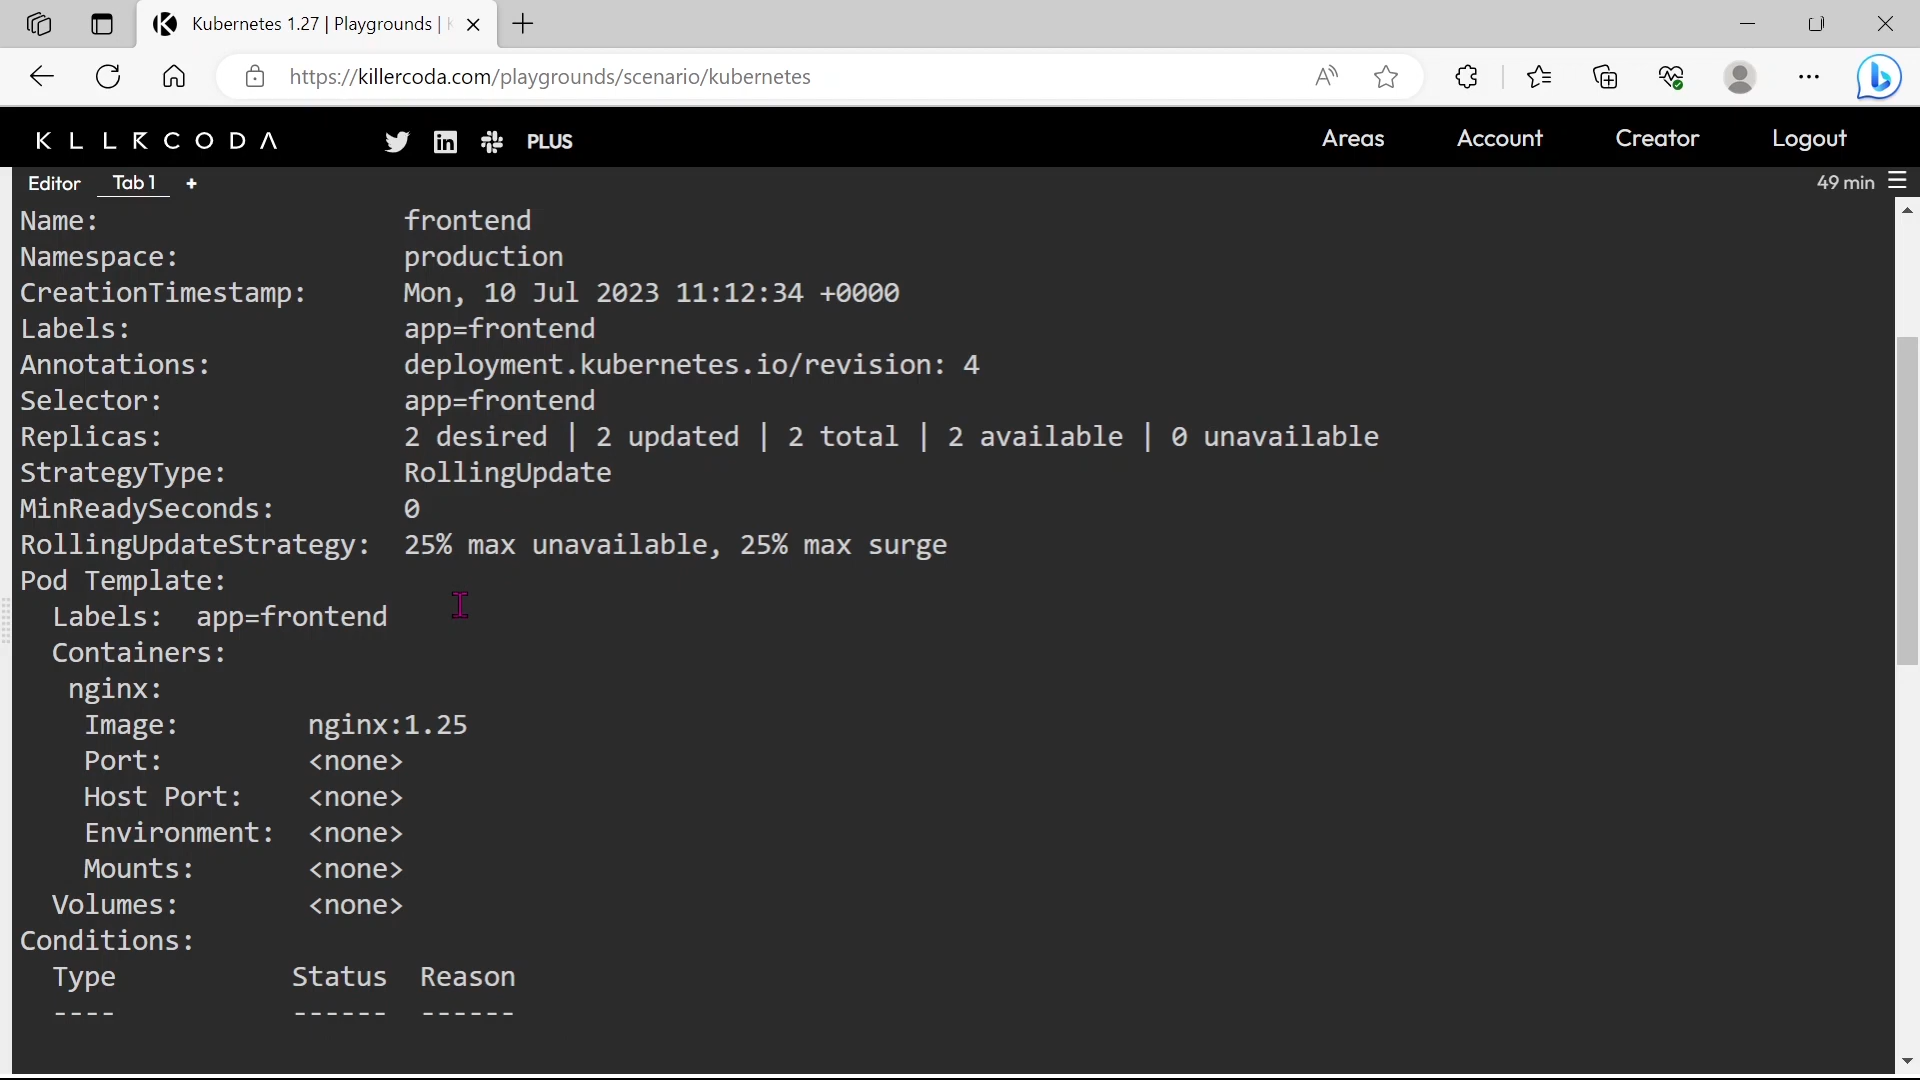 Kubernetes 1.27 | Playgrounds |
https://killercoda.com/playgrounds/scenario/kubernetes
KLLRCODA PLUS Areas Account Creator Logout
Editor Tab 1 + 49 min
Name: frontend
Namespace: production
CreationTimestamp: Mon, 10 Jul 2023 11:12:34 +0000
Labels: app=frontend
Annotations: deployment.kubernetes.io/revision: 4
Selector: app=frontend
Replicas: 2 desired | 2 updated | 2 total | 2 available | 0 unavailable
StrategyType: RollingUpdate
MinReadySeconds: 0
RollingUpdateStrategy: 25% max unavailable, 25% max surge
Pod Template:
Labels: app=frontend
Containers:
nginx:
Image: nginx:1.25
Port: <none>
Host Port: <none>
Environment: <none>
Mounts: <none>
Volumes: <none>
Conditions:
Type Status Reason
---- ------ ------